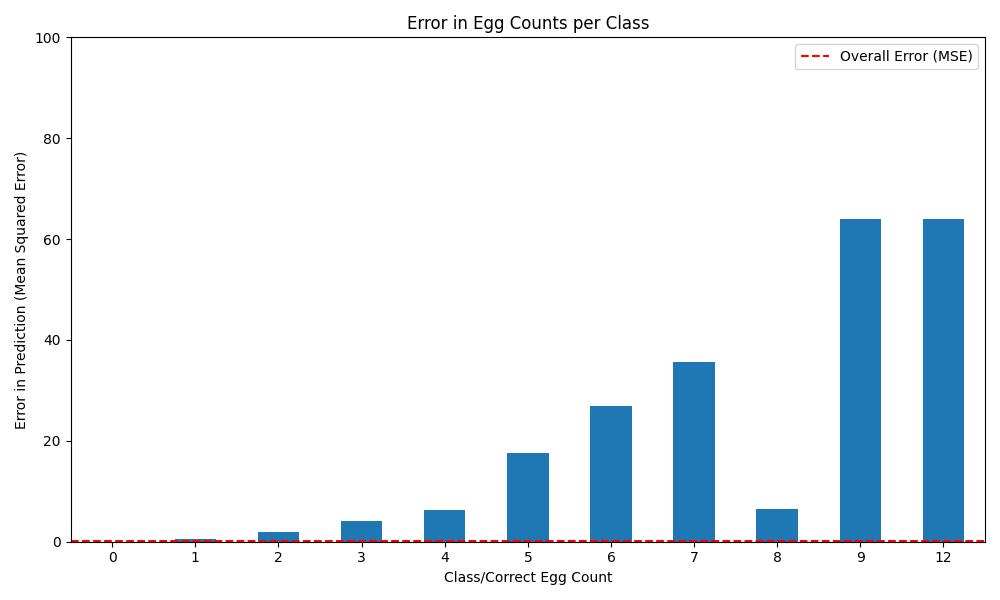 Error in Egg Counts per Class
100
80
60
40
20
0
Error in Prediction (Mean Squared Error)
Overall Error (MSE)
0 1 2 3 4 5 6 7 8 9 12
Class/Correct Egg Count